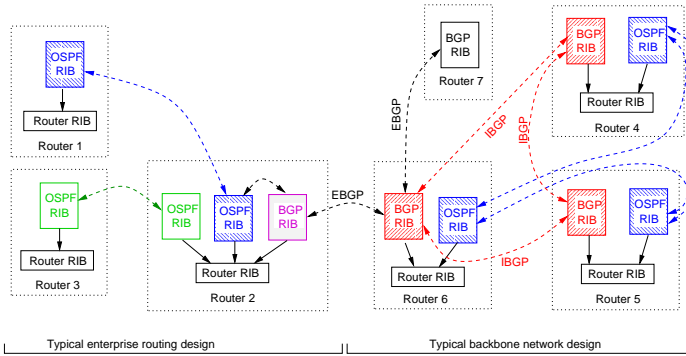 OSPF
RIB
Router RIB
Router 1
OSPF
RIB
Router RIB
Router 3
OSPF
RIB
OSPF
RIB
BGP
RIB
Router RIB
Router 2
EBGP
BGP
RIB
Router 7
EBGP
BGP
RIB
OSPF
RIB
Router RIB
Router 6
IBGP
IBGP
IBGP
BGP
RIB
OSPF
RIB
Router RIB
Router 4
BGP
RIB
OSPF
RIB
Router RIB
Router 5
Typical enterprise routing design
Typical backbone network design